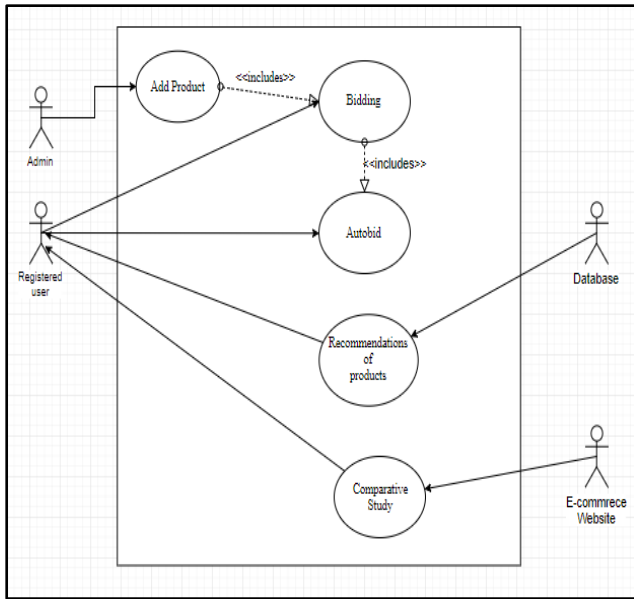 Add Product
<<includes>>
Bidding
Admin
<<includes>>
Autobid
Registered
user
Database
Recommendations
of
products
Comparative
Study
E-commrece
Website